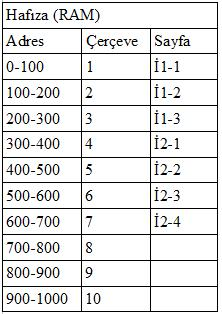 Hafıza (RAM)
Adres Çerçeve Sayfa
0-100 1 İ1-1
100-200 2 İ1-2
200-300 3 İ1-3
300-400 4 İ2-1
400-500 5 İ2-2
500-600 6 İ2-3
600-700 7 İ2-4
700-800 8
800-900 9
900-1000 10